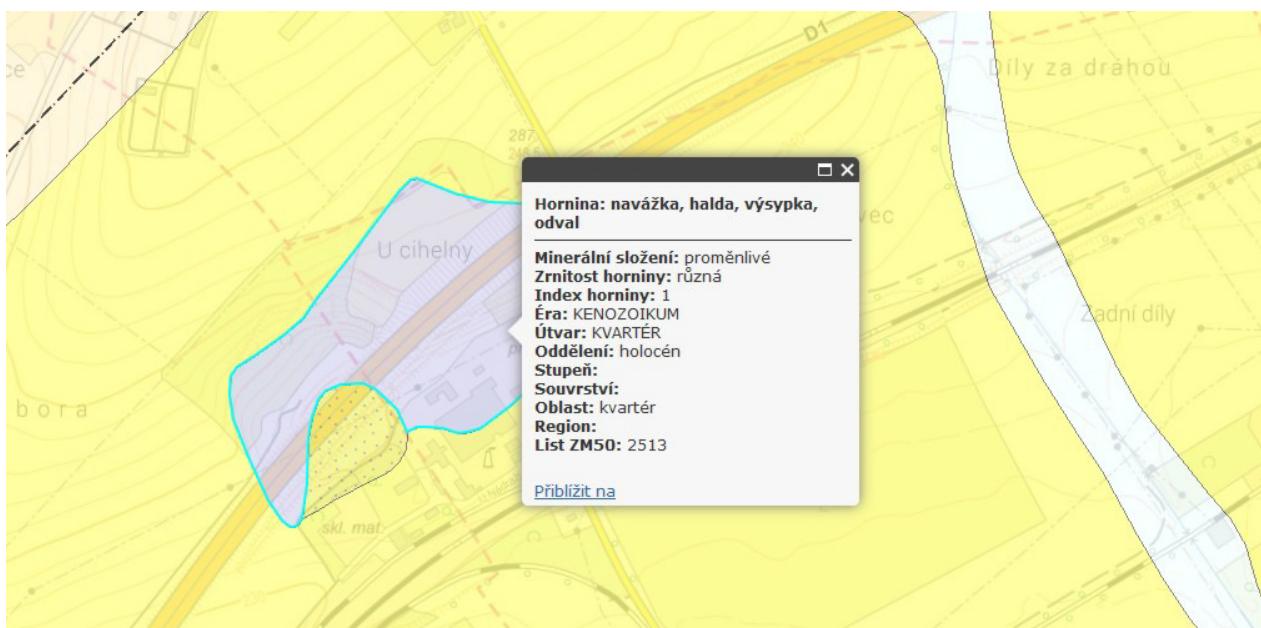 D1
Díly za dráhou
287
U cihelny
vec
Zadní díly
bora
skl. mat.
230
Hornina: navážka, halda, výsypka,
odval
Minerální složení: proměnlivé
Zrnitost horniny: různá
Index horniny: 1
Éra: KENOZOIKUM
Útvar: KVARTÉR
Oddělení: holocén
Stupeň:
Souvrství:
Oblast: kvartér
Region:
List ZM50: 2513
Přiblížit na